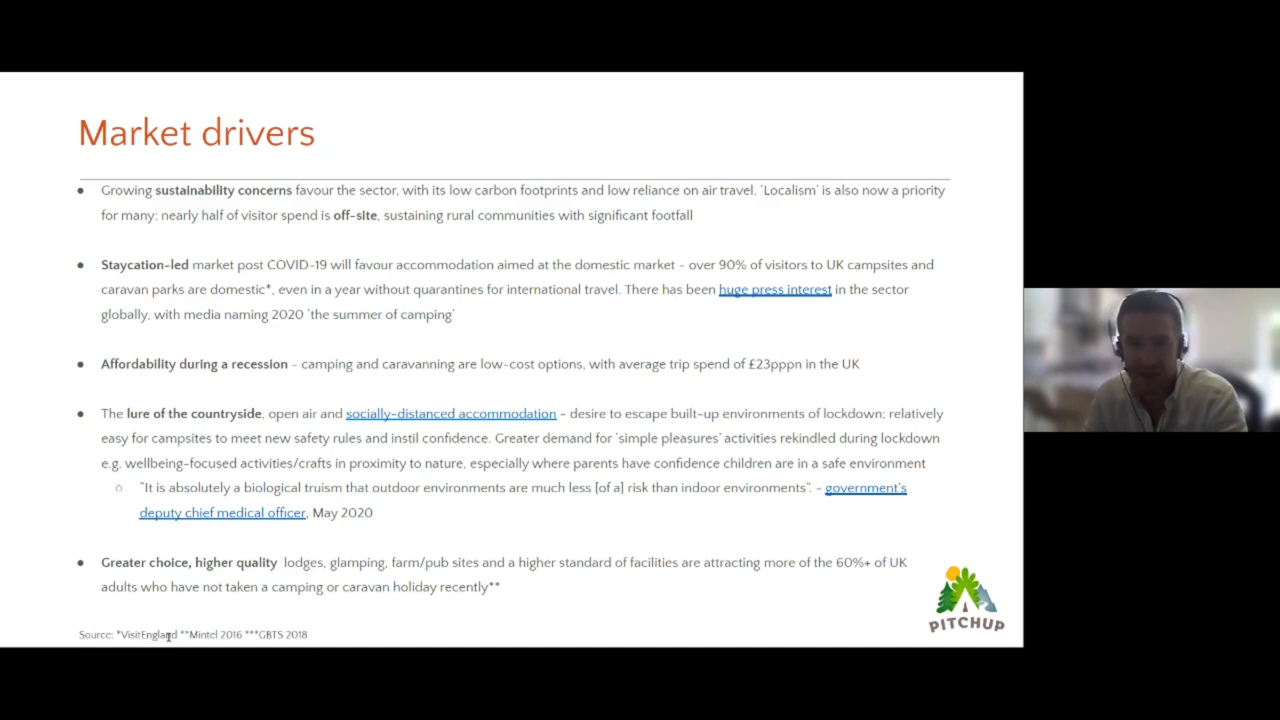 Market drivers
● Growing sustainability concerns favour the sector, with its low carbon footprints and low reliance on air travel. 'Localism' is also now a priority
for many: nearly half of visitor spend is off-site, sustaining rural communities with significant footfall
● Staycation-led market post COVID-19 will favour accommodation aimed at the domestic market - over 90% of visitors to UK campsites and
caravan parks are domestic*, even in a year without quarantines for international travel. There has been huge press interest in the sector
globally, with media naming 2020 'the summer of camping'
● Affordability during a recession - camping and caravanning are low-cost options, with average trip spend of £23pppn in the UK
● The lure of the countryside, open air and socially-distanced accommodation - desire to escape built-up environments of lockdown; relatively
easy for campsites to meet new safety rules and instil confidence. Greater demand for 'simple pleasures' activities rekindled during lockdown
e.g. wellbeing-focused activities/crafts in proximity to nature, especially where parents have confidence children are in a safe environment
○ "It is absolutely a biological truism that outdoor environments are much less [of a] risk than indoor environments". - government's
deputy chief medical officer, May 2020
● Greater choice, higher quality lodges, glamping, farm/pub sites and a higher standard of facilities are attracting more of the 60%+ of UK
adults who have not taken a camping or caravan holiday recently**
PITCHUP
Source: *VisitEngland **Mintel 2016 ***GBTS 2018